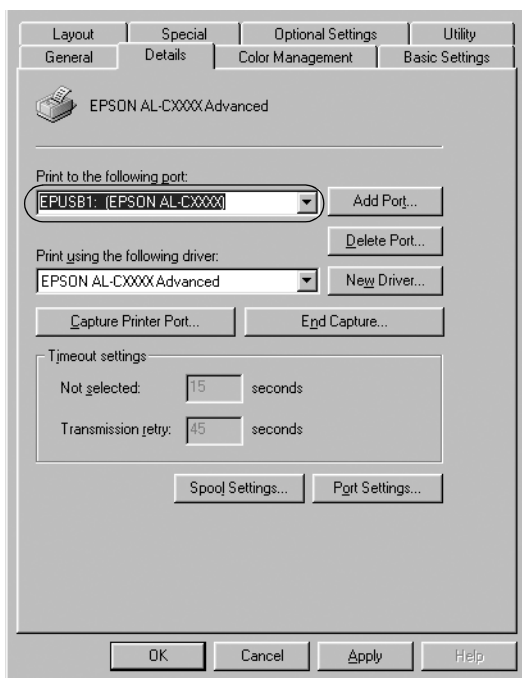 Layout Special Optional Settings Utility
General Details Color Management Basic Settings
EPSON AL-CXXXX Advanced
Print to the following port:
EPUSB1: (EPSON AL-CXXXX)
Add Port...
Delete Port...
Print using the following driver:
EPSON AL-CXXXX Advanced
New Driver...
Capture Printer Port... End Capture...
Timeout settings
Not selected: 15 seconds
Transmission retry: 45 seconds
Spool Settings... Port Settings...
OK Cancel Apply Help